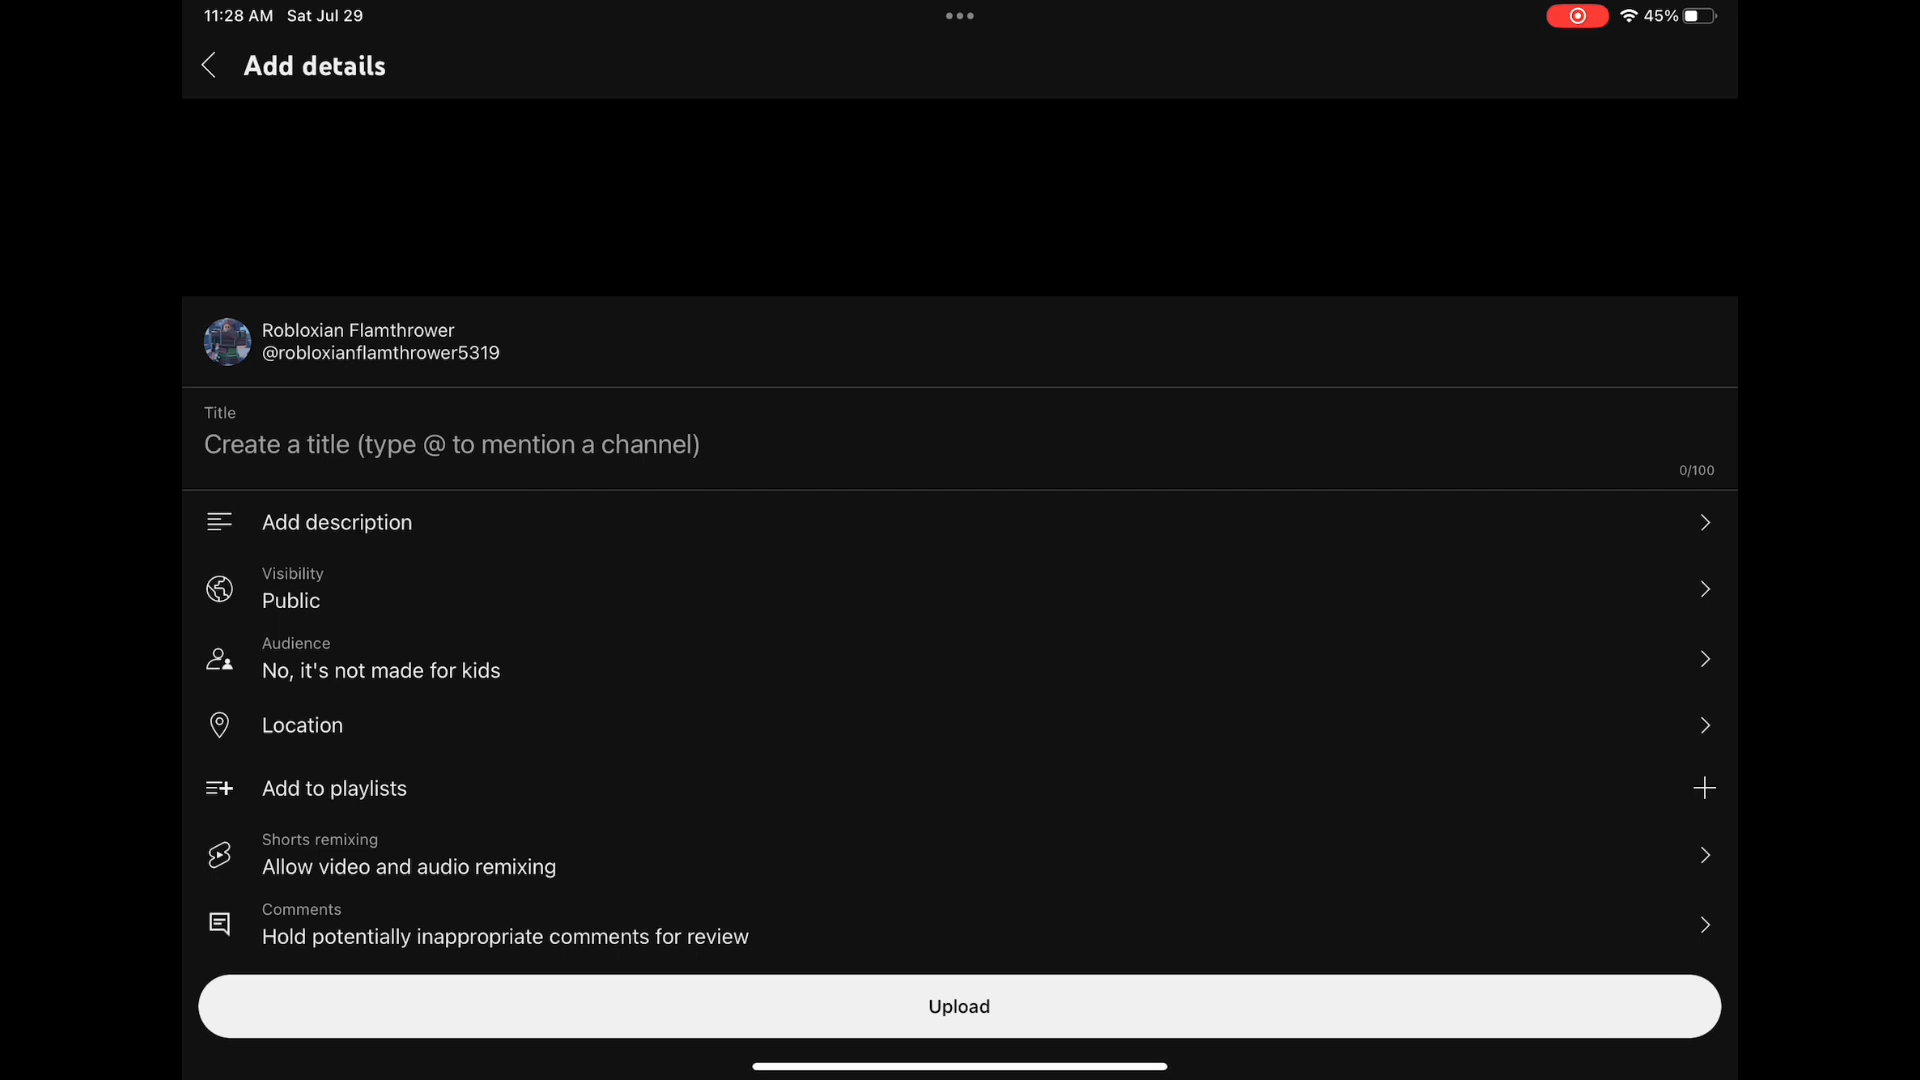 11:28 AM Sat Jul 29
45%
Add details
Robloxian Flamthrower
@robloxianflamthrower5319
Title
Create a title (type @ to mention a channel)
0/100
Add description
Visibility
Public
Audience
No, it's not made for kids
Location
Add to playlists
Shorts remixing
Allow video and audio remixing
Comments
Hold potentially inappropriate comments for review
Upload